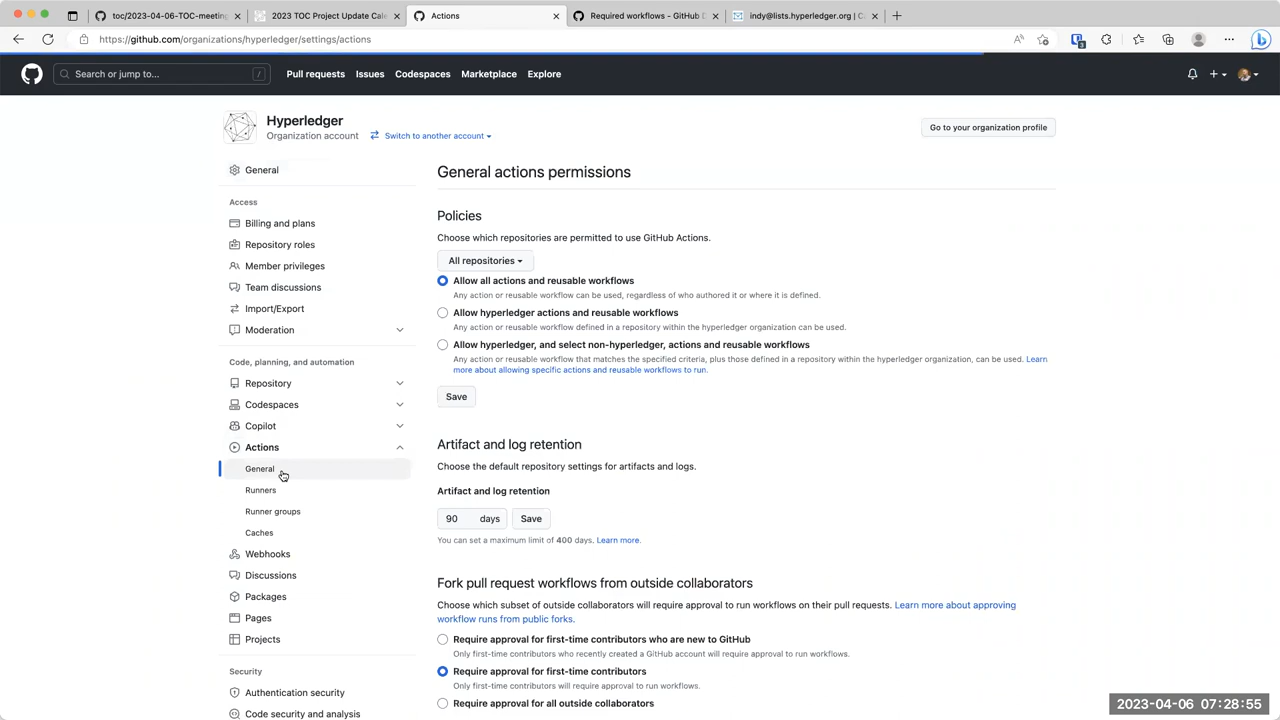 toc/2023-04-06-TOC-meeting
2023 TOC Project Update Cale
Actions
Required workflows - GitHub D
indy@lists.hyperledger.org | C
https://github.com/organizations/hyperledger/settings/actions
Search or jump to...
/
Pull requests
Issues
Codespaces
Marketplace
Explore
Hyperledger
Organization account
Switch to another account
Go to your organization profile
General
Access
Billing and plans
Repository roles
Member privileges
Team discussions
Import/Export
Moderation
Code, planning, and automation
Repository
Codespaces
Copilot
Actions
General
Runners
Runner groups
Caches
Webhooks
Discussions
Packages
Pages
Projects
Security
Authentication security
Code security and analysis
General actions permissions
Policies
Choose which repositories are permitted to use GitHub Actions.
All repositories
Allow all actions and reusable workflows
Any action or reusable workflow can be used, regardless of who authored it or where it is defined.
Allow hyperledger actions and reusable workflows
Any action or reusable workflow defined in a repository within the hyperledger organization can be used.
Allow hyperledger, and select non-hyperledger, actions and reusable workflows
Any action or reusable workflow that matches the specified criteria, plus those defined in a repository within the hyperledger organization, can be used. Learn
more about allowing specific actions and reusable workflows to run.
Save
Artifact and log retention
Choose the default repository settings for artifacts and logs.
Artifact and log retention
90 days
Save
You can set a maximum limit of 400 days. Learn more.
Fork pull request workflows from outside collaborators
Choose which subset of outside collaborators will require approval to run workflows on their pull requests. Learn more about approving
workflow runs from public forks.
Require approval for first-time contributors who are new to GitHub
Only first-time contributors who recently created a GitHub account will require approval to run workflows.
Require approval for first-time contributors
Only first-time contributors will require approval to run workflows.
Require approval for all outside collaborators
2023-04-06 07:28:55